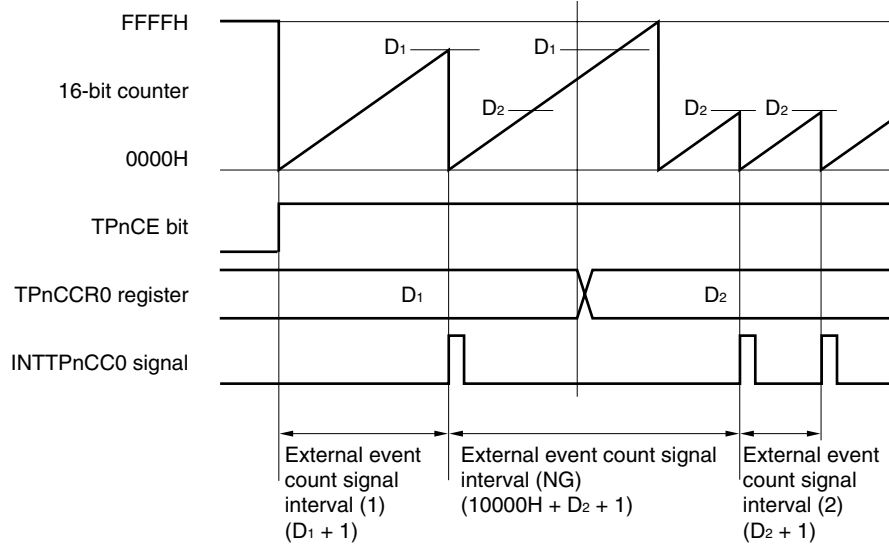 FFFFH
D1
D1
16-bit counter
D2
D2
D2
0000H
TPnCE bit
TPnCCR0 register
D1
D2
INTTPnCC0 signal
External event
count signal
interval (1)
(D1 + 1)
External event count signal
interval (NG)
(10000H + D2 + 1)
External event
count signal
interval (2)
(D2 + 1)